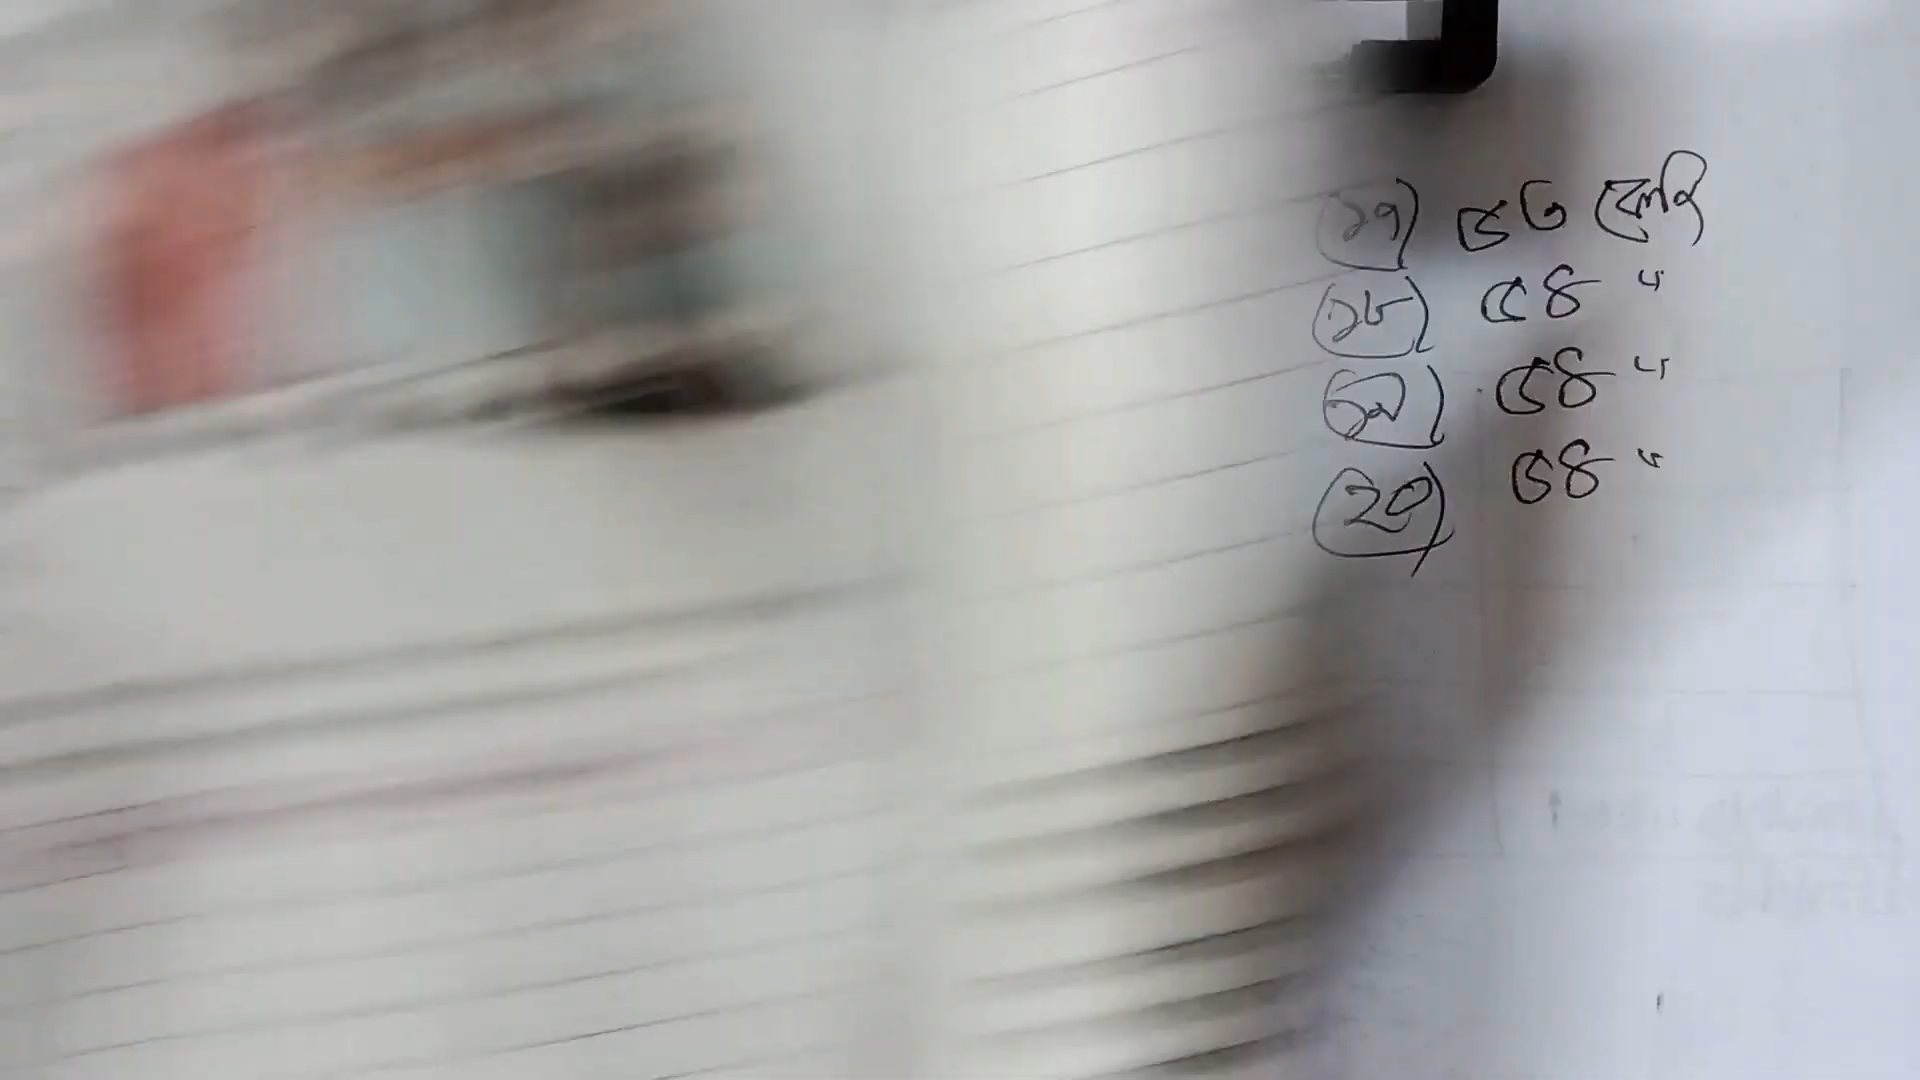 (১৭) ৫৩ কেজি
(১৮) ৫৪ "
(১৯) ৫৪ "
(২০) ৫৪ "